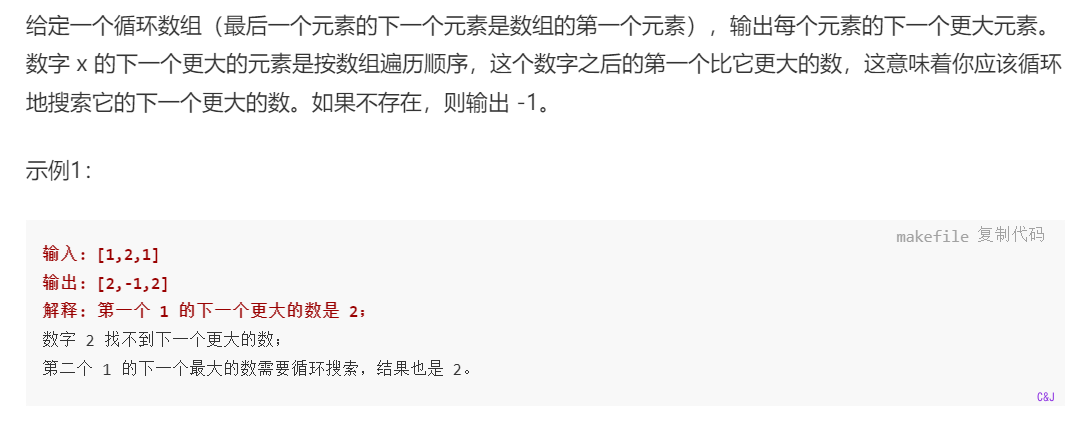 给定一个循环数组（最后一个元素的下一个元素是数组的第一个元素），输出每个元素的下一个更大元素。
数字 x 的下一个更大的元素是按数组遍历顺序，这个数字之后的第一个比它更大的数，这意味着你应该循环
地搜索它的下一个更大的数。如果不存在，则输出 -1。
示例1：
makefile 复制代码
输入: [1,2,1]
输出: [2,-1,2]
解释: 第一个 1 的下一个更大的数是 2；
数字 2 找不到下一个更大的数；
第二个 1 的下一个最大的数需要循环搜索，结果也是 2。
C&J